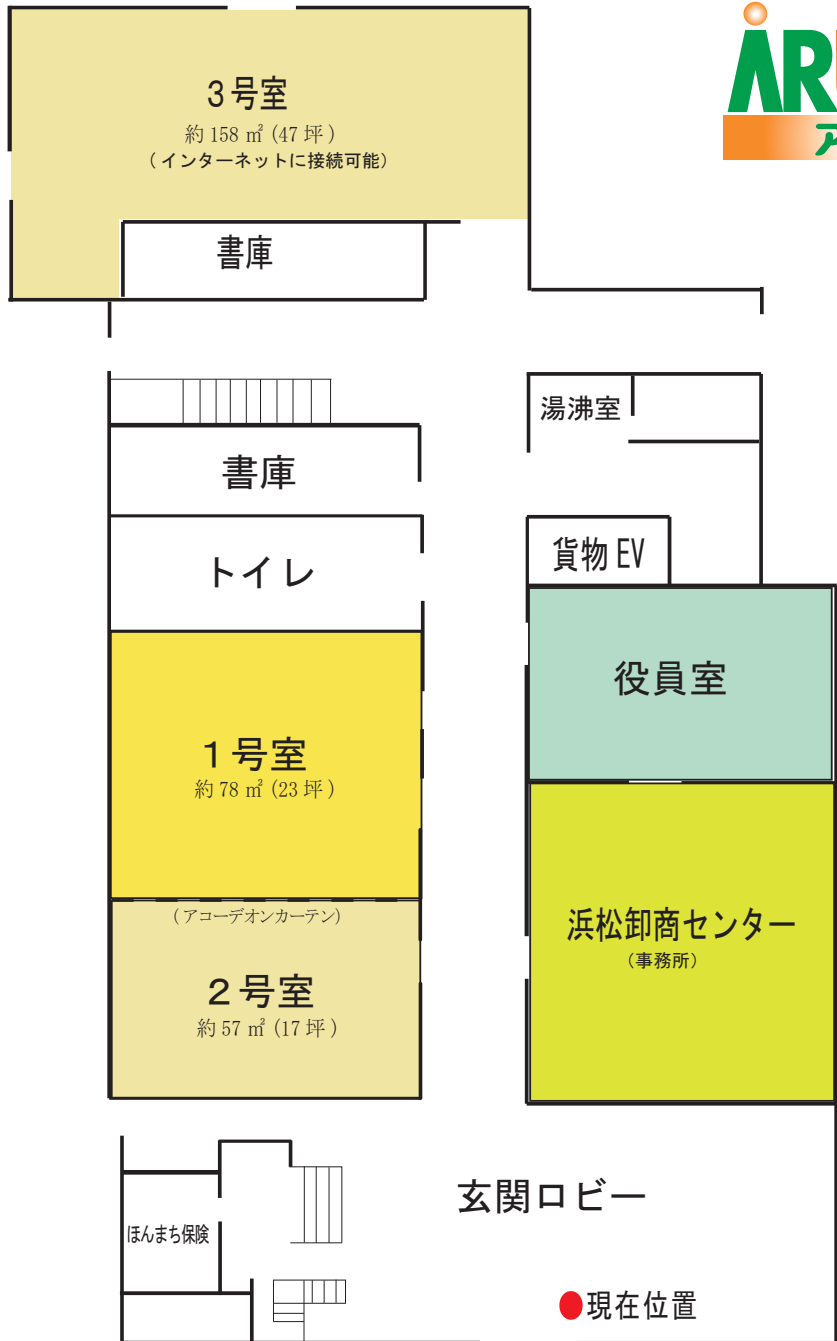 3号室
約 158 ㎡ (47 坪 )
( インターネットに接続可能)
書庫
湯沸室
書庫
トイレ
貨物 EV
役員室
1号室
約 78 ㎡ (23 坪 )
( アコーデオンカーテン)
2号室
約 57 ㎡ (17 坪 )
浜松卸商センター
(事務所)
玄関ロビー
ほんまち保険
現在位置